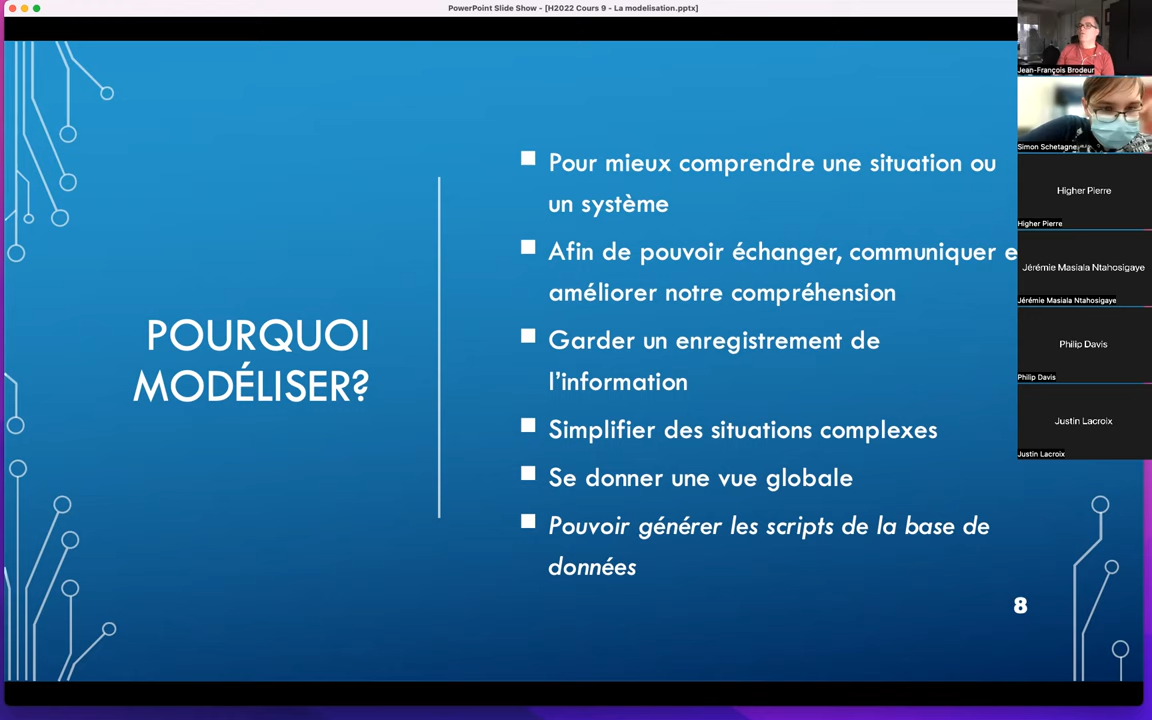 PowerPoint Slide Show - [H2022 Cours 9 - La modelisation.pptx]
POURQUOI
MODÉLISER?
Pour mieux comprendre une situation ou
un système
Afin de pouvoir échanger, communiquer e
améliorer notre compréhension
Garder un enregistrement de
l’information
Simplifier des situations complexes
Se donner une vue globale
Pouvoir générer les scripts de la base de
données
8
Jean-François Brodeur
Simon Schetagne
Higher Pierre
Higher Pierre
Jérémie Masiala Ntahosigaye
Jérémie Masiala Ntahosigaye
Philip Davis
Philip Davis
Justin Lacroix
Justin Lacroix